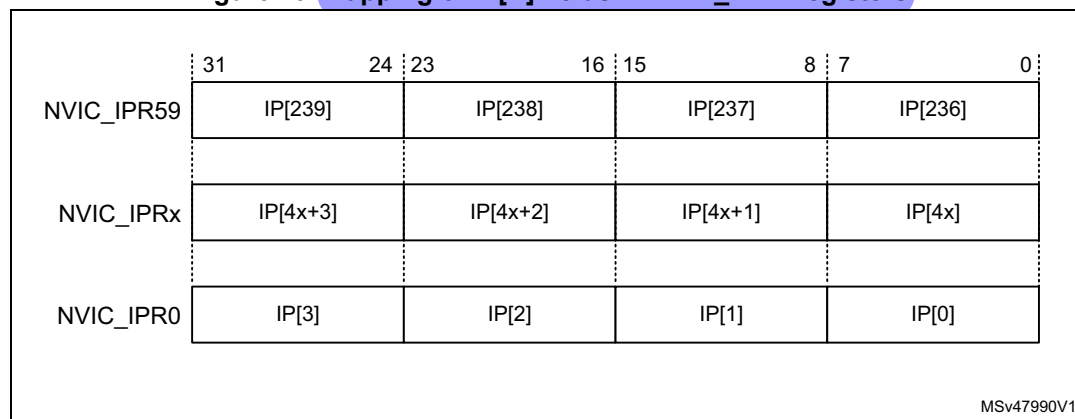 31 24 23 16 15 8 7 0
NVIC_IPR59 IP[239] IP[238] IP[237] IP[236]
NVIC_IPRx IP[4x+3] IP[4x+2] IP[4x+1] IP[4x]
NVIC_IPR0 IP[3] IP[2] IP[1] IP[0]
MSv47990V1